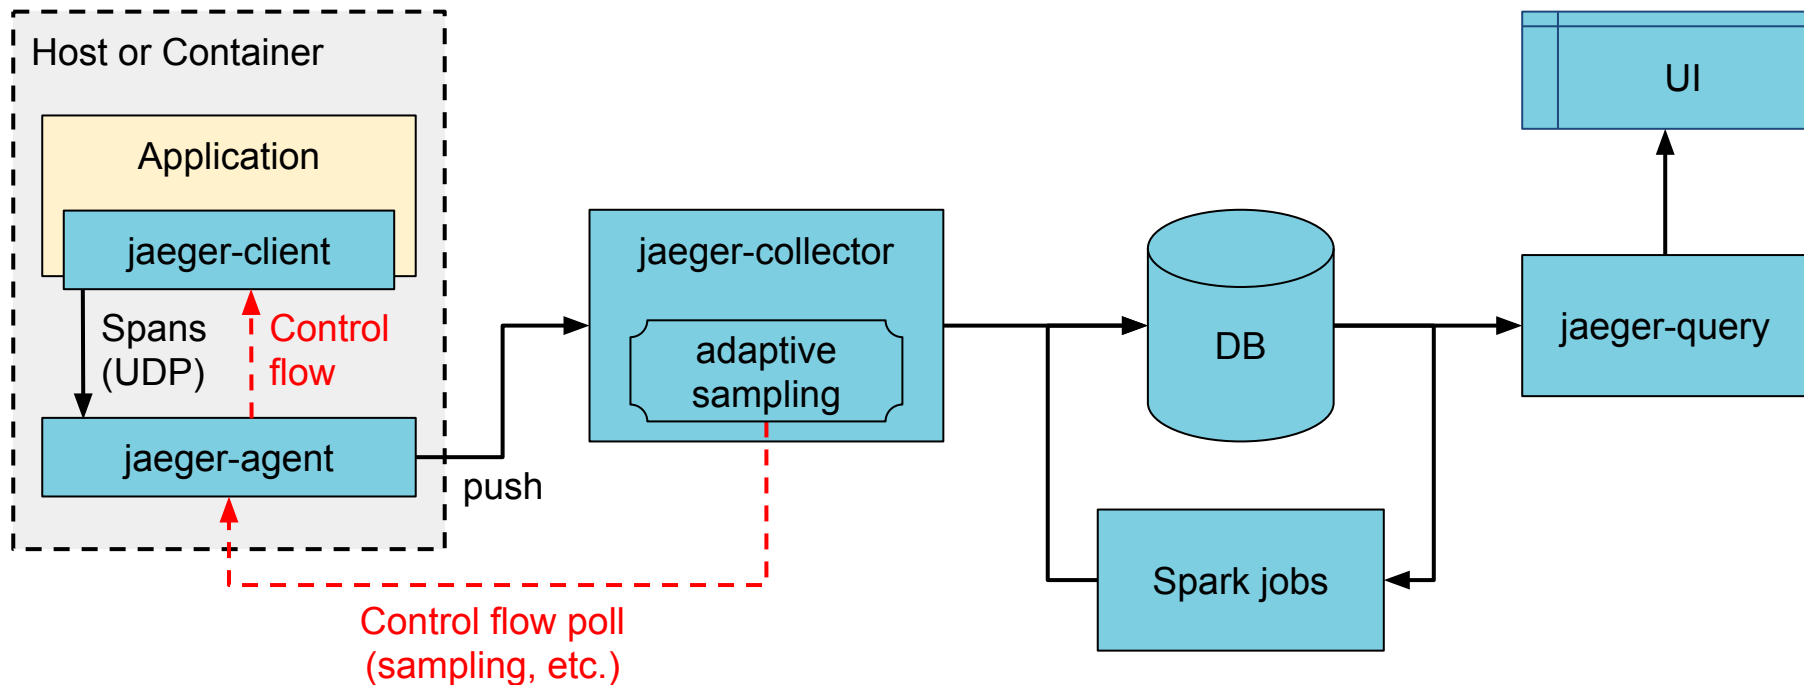 Host or Container
Application
jaeger-client
Spans
(UDP)
Control
flow
jaeger-agent
push
Control flow poll
(sampling, etc.)
jaeger-collector
adaptive
sampling
DB
Spark jobs
jaeger-query
UI